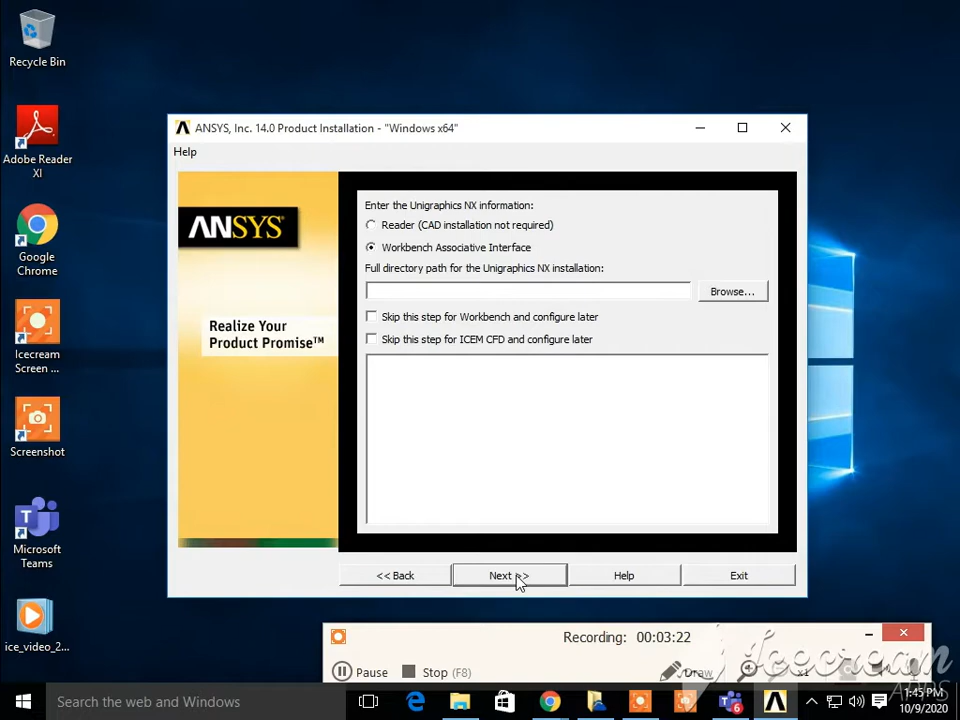 Recycle Bin
Adobe Reader
XI
Google
Chrome
Icecream
Screen ...
Screenshot
Microsoft
Teams
ice_video_2...
ANSYS, Inc. 14.0 Product Installation - "Windows x64"
Help
ANSYS®
Realize Your
Product Promise™
Enter the Unigraphics NX information:
Reader (CAD installation not required)
Workbench Associative Interface
Full directory path for the Unigraphics NX installation:
Browse...
Skip this step for Workbench and configure later
Skip this step for ICEM CFD and configure later
<< Back
Next >>
Help
Exit
Recording: 00:03:22
Pause
Stop (F8)
Draw
x1
Icecream
APPS
Search the web and Windows
6
1:45 PM
10/9/2020